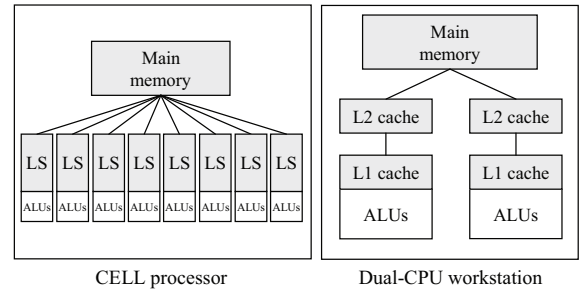 Main
memory
LS LS LS LS LS LS LS LS
ALUs ALUs ALUs ALUs ALUs ALUs ALUs ALUs
CELL processor
Main
memory
L2 cache L2 cache
L1 cache L1 cache
ALUs ALUs
Dual-CPU workstation